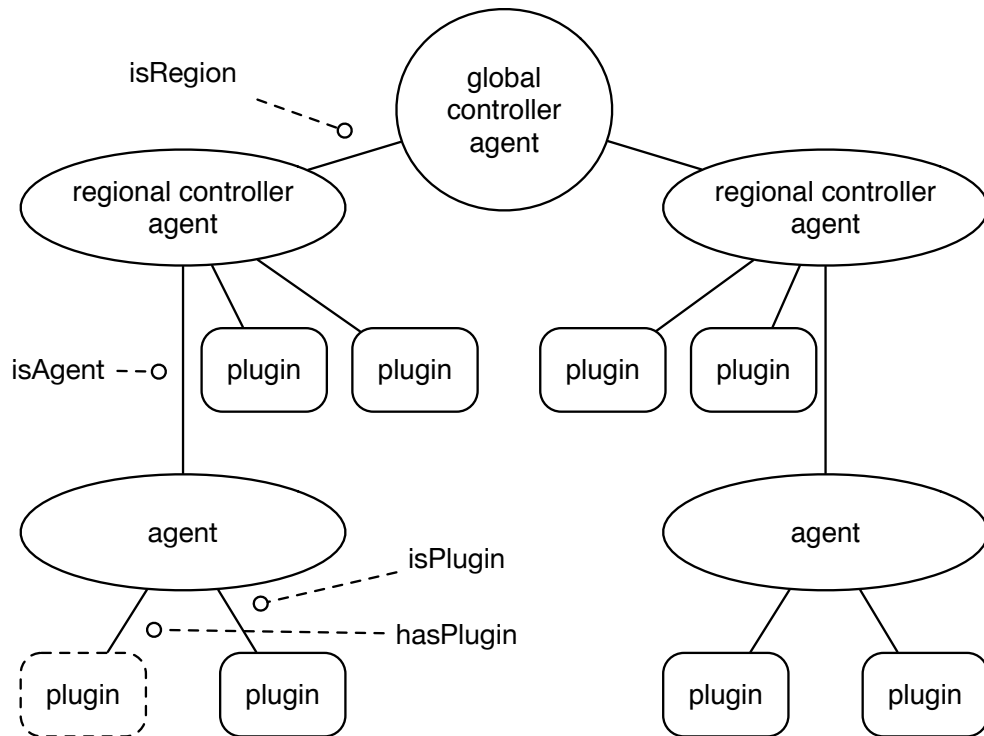 isRegion
global
controller
agent
regional controller
agent
regional controller
agent
isAgent
plugin
plugin
plugin
plugin
agent
agent
isPlugin
hasPlugin
plugin
plugin
plugin
plugin